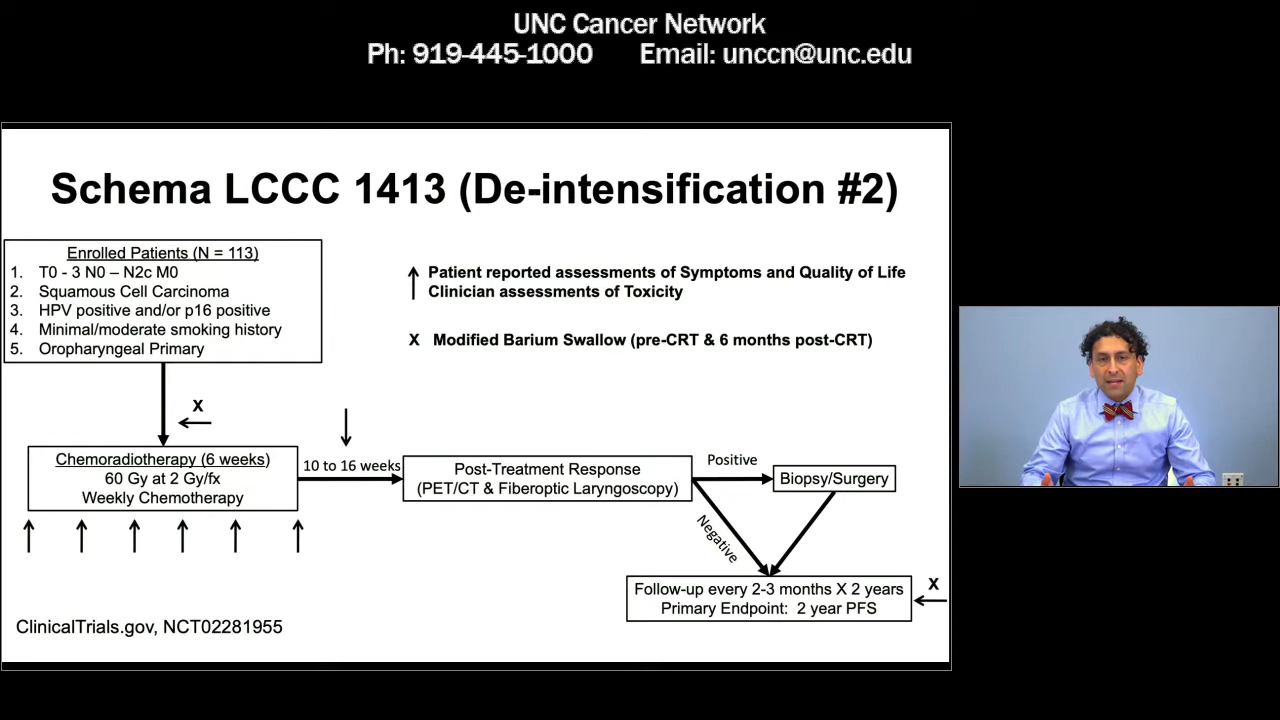 UNC Cancer Network
Ph: 919-445-1000 Email: unccn@unc.edu
Schema LCCC 1413 (De-intensification #2)
Enrolled Patients (N = 113)
1. T0 - 3 N0 – N2c M0
2. Squamous Cell Carcinoma
3. HPV positive and/or p16 positive
4. Minimal/moderate smoking history
5. Oropharyngeal Primary
Patient reported assessments of Symptoms and Quality of Life
Clinician assessments of Toxicity
X Modified Barium Swallow (pre-CRT & 6 months post-CRT)
X
Chemoradiotherapy (6 weeks)
60 Gy at 2 Gy/fx
Weekly Chemotherapy
10 to 16 weeks
Post-Treatment Response
(PET/CT & Fiberoptic Laryngoscopy)
Positive
Biopsy/Surgery
Negative
Follow-up every 2-3 months X 2 years
Primary Endpoint: 2 year PFS
X
ClinicalTrials.gov, NCT02281955